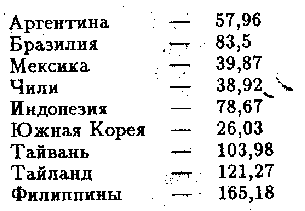 Аргентина — 57,96
Бразилия — 83,5
Мексика — 39,87
Чили — 38,92
Индонезия — 78,67
Южная Корея — 26,03
Тайвань — 103,98
Тайланд — 121,27
Филиппины — 165,18